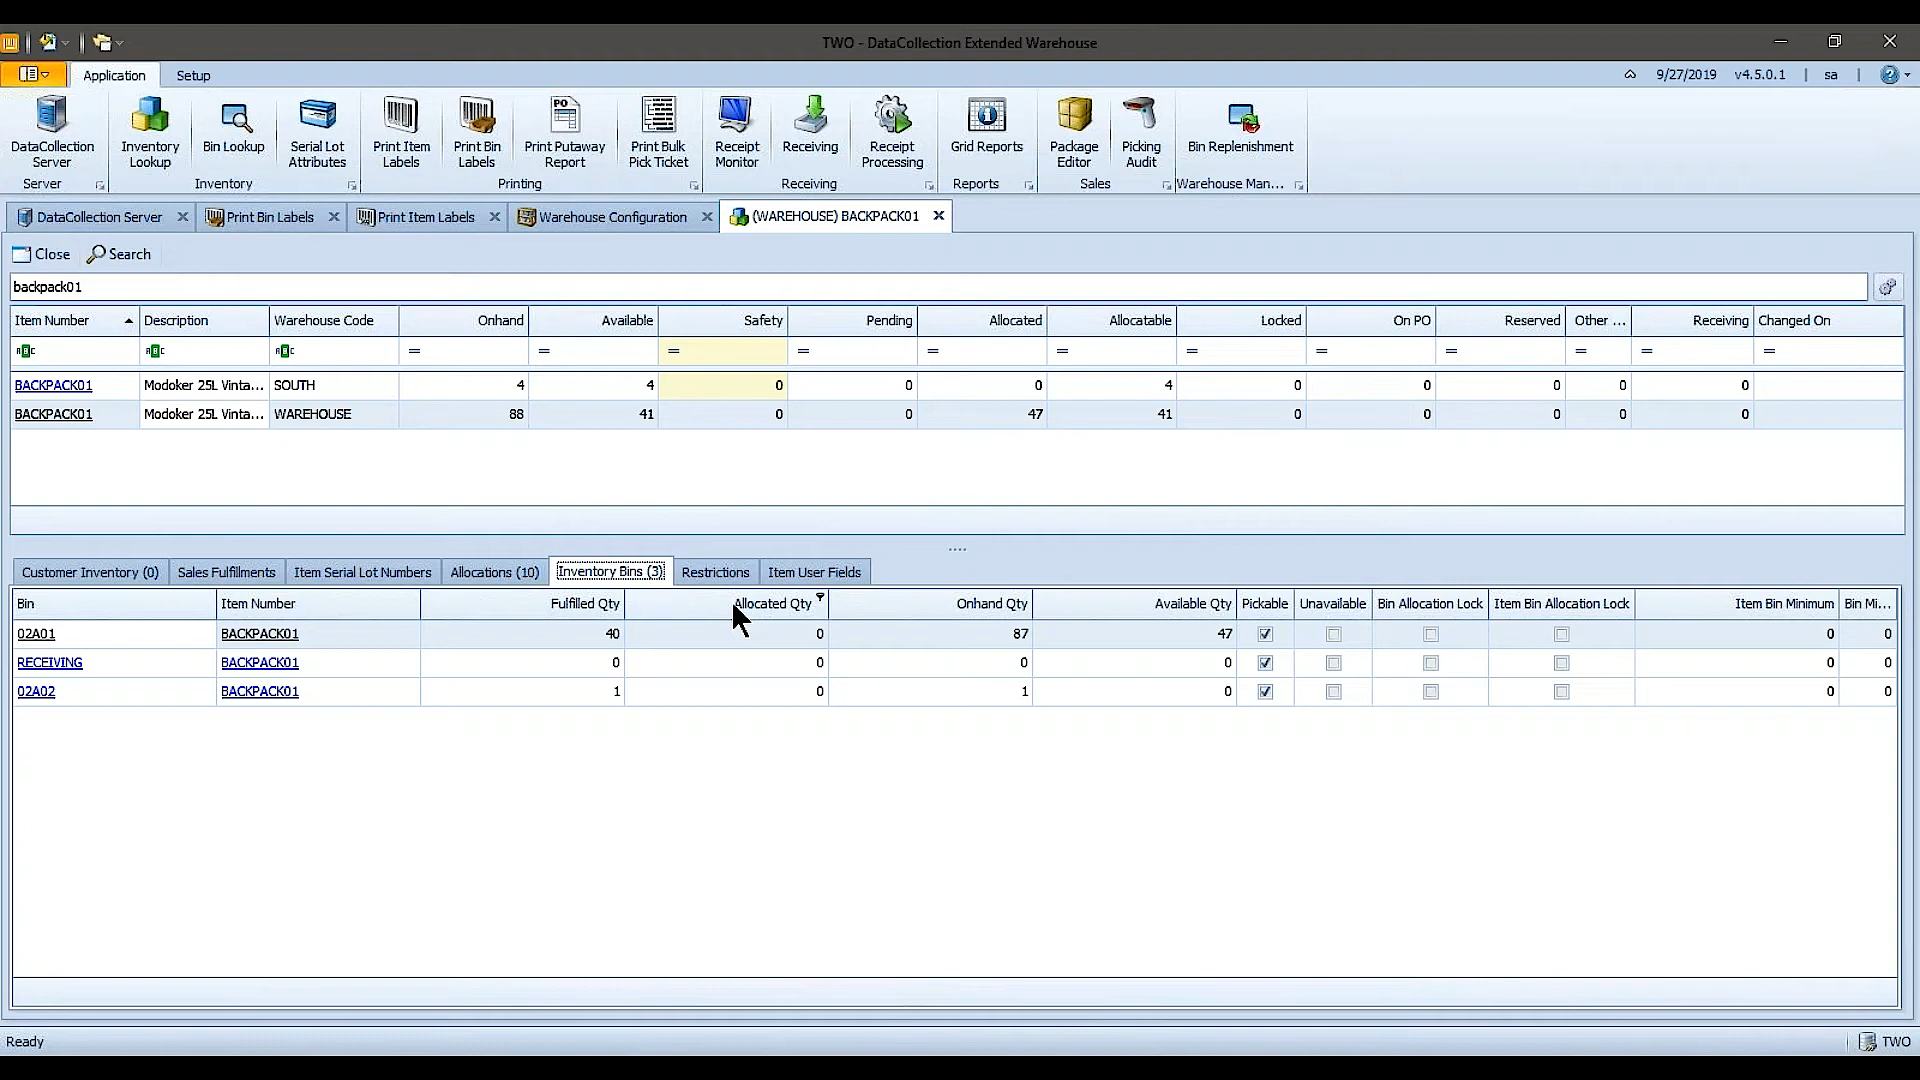 TWO - DataCollection Extended Warehouse
Application Setup 9/27/2019 v4.5.0.1 | sa |
DataCollection Server
Inventory Lookup
Bin Lookup
Serial Lot Attributes
Print Item Labels
Print Bin Labels
PO
Print Putaway Report
Print Bulk Pick Ticket
Receipt Monitor
Receiving
Receipt Processing
Grid Reports
Package Editor
Picking Audit
Bin Replenishment
Server Inventory Printing Receiving Reports Sales Warehouse Man...
DataCollection Server Print Bin Labels Print Item Labels Warehouse Configuration (WAREHOUSE) BACKPACK01
Close Search
backpack01
Item Number Description Warehouse Code Onhand Available Safety Pending Allocated Allocatable Locked On PO Reserved Other ... Receiving Changed On
= = = = = = = = = = =
BACKPACK01 Modoker 25L Vinta... SOUTH 4 4 0 0 0 4 0 0 0 0 0
BACKPACK01 Modoker 25L Vinta... WAREHOUSE 88 41 0 0 47 41 0 0 0 0 0
Customer Inventory (0) Sales Fulfillments Item Serial Lot Numbers Allocations (10) Inventory Bins (3) Restrictions Item User Fields
Bin Item Number Fulfilled Qty Allocated Qty Onhand Qty Available Qty Pickable Unavailable Bin Allocation Lock Item Bin Allocation Lock Item Bin Minimum Bin Mi...
02A01 BACKPACK01 40 0 87 47 0 0
RECEIVING BACKPACK01 0 0 0 0 0 0
02A02 BACKPACK01 1 0 1 0 0 0
Ready TWO